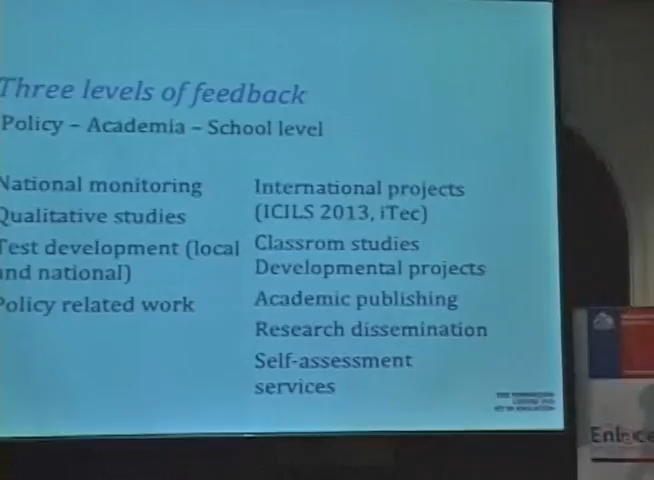 Three levels of feedback
Policy – Academia – School level
National monitoring
Qualitative studies
Test development (local
and national)
Policy related work
International projects
(ICILS 2013, iTec)
Classrom studies
Developmental projects
Academic publishing
Research dissemination
Self-assessment
services